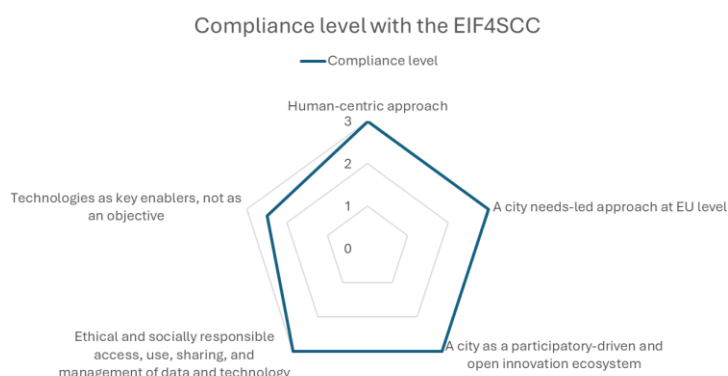 Compliance level with the EIF4SCC
Compliance level
Human-centric approach
3
2
1
0
A city needs-led approach at EU level
A city as a participatory-driven and
open innovation ecosystem
Ethical and socially responsible
access, use, sharing, and
management of data and technology
Technologies as key enablers, not as
an objective